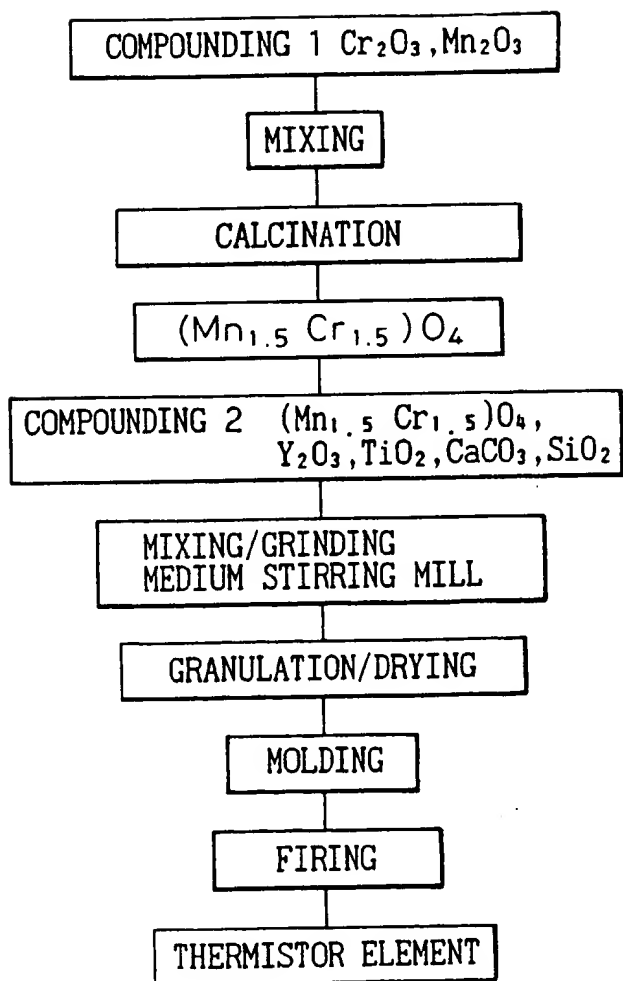 COMPOUNDING 1 Cr₂O₃,Mn₂O₃
MIXING
CALCINATION
(Mn₁.₅ Cr₁.₅)O₄
COMPOUNDING 2 (Mn₁.₅ Cr₁.₅)O₄,
Y₂O₃,TiO₂,CaCO₃,SiO₂
MIXING/GRINDING
MEDIUM STIRRING MILL
GRANULATION/DRYING
MOLDING
FIRING
THERMISTOR ELEMENT